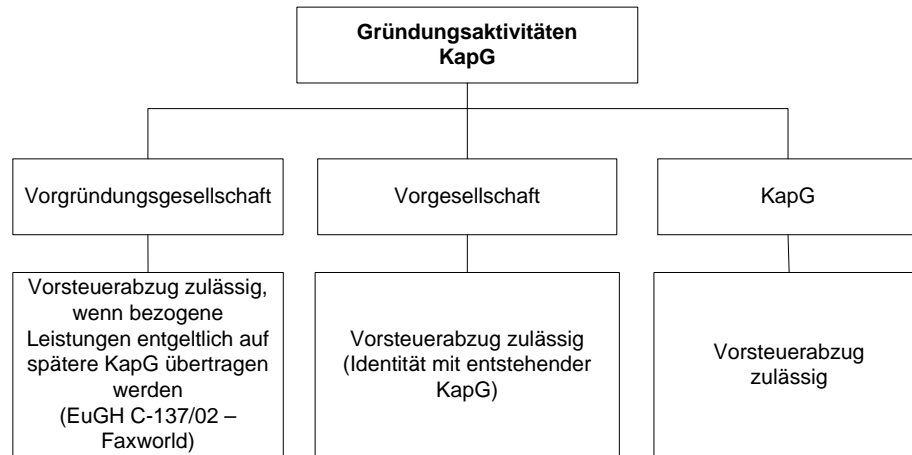 Gründungsaktivitäten
KapG
Vorgründungsgesellschaft
Vorgesellschaft
KapG
Vorsteuerabzug zulässig,
wenn bezogene
Leistungen entgeltlich auf
spätere KapG übertragen
werden
(EuGH C-137/02 –
Faxworld)
Vorsteuerabzug zulässig
(Identität mit entstehender
KapG)
Vorsteuerabzug
zulässig